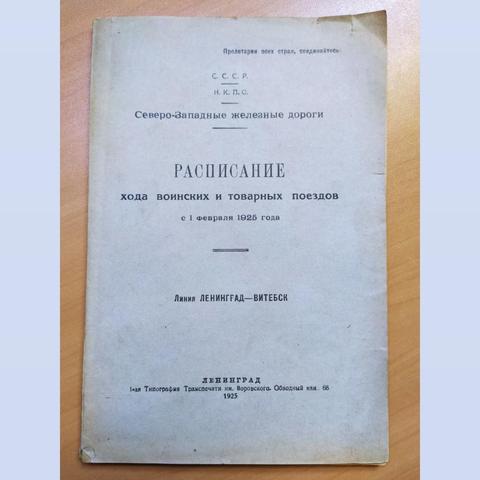 Пролетарии всех стран, соединяйтесь
С. С. С. Р.
Н. К. П. С.
Северо-Западные железные дороги
РАСПИСАНИЕ
хода воинских и товарных поездов
с 1 февраля 1925 года
Линия ЛЕНИНГРАД—ВИТЕБСК
ЛЕНИНГРАД
1-ая Типография Транспечати им. Воровского. Обводный кан. 66
1925